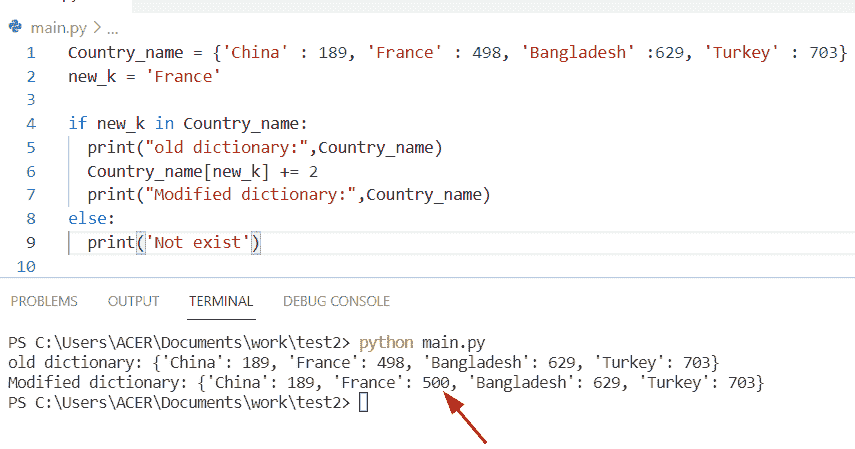 main.py > ...
1 Country_name = {'China' : 189, 'France' : 498, 'Bangladesh' :629, 'Turkey' : 703}
2 new_k = 'France'
3
4 if new_k in Country_name:
5 print("old dictionary:",Country_name)
6 Country_name[new_k] += 2
7 print("Modified dictionary:",Country_name)
8 else:
9 print('Not exist')
10
PROBLEMS OUTPUT TERMINAL DEBUG CONSOLE
PS C:\Users\ACER\Documents\work\test2> python main.py
old dictionary: {'China': 189, 'France': 498, 'Bangladesh': 629, 'Turkey': 703}
Modified dictionary: {'China': 189, 'France': 500, 'Bangladesh': 629, 'Turkey': 703}
PS C:\Users\ACER\Documents\work\test2>